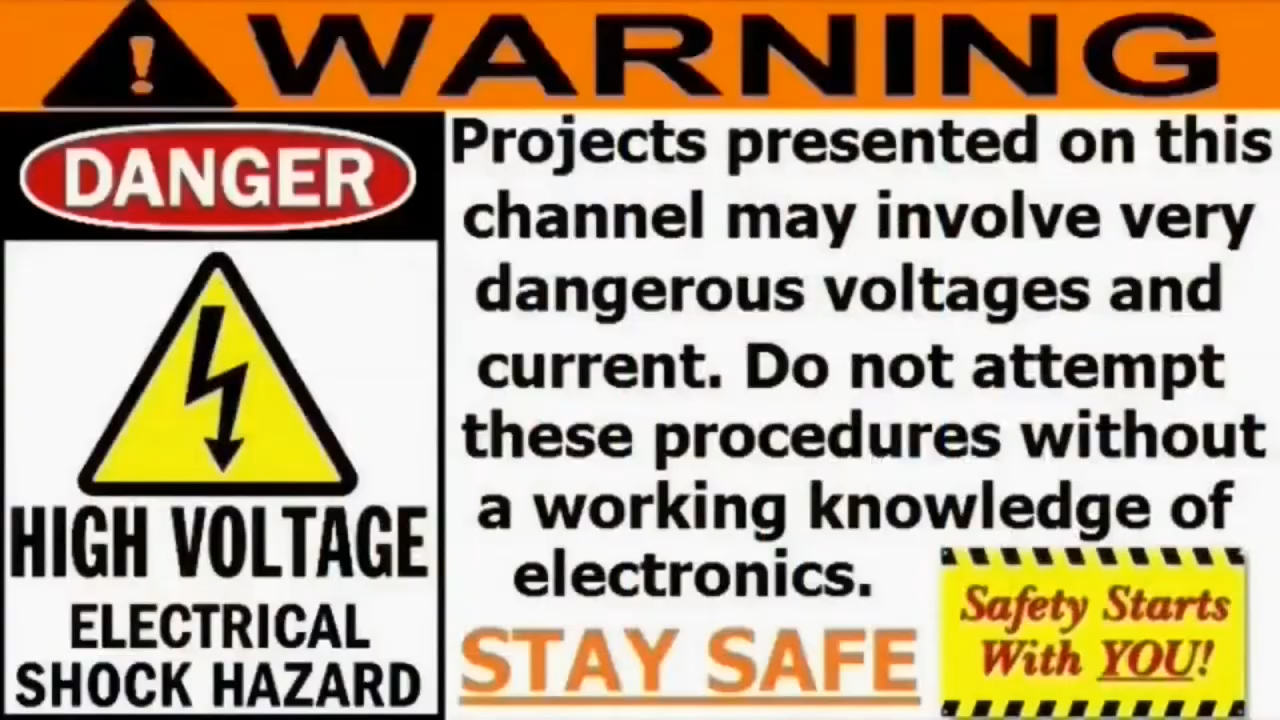 WARNING
DANGER
HIGH VOLTAGE
ELECTRICAL
SHOCK HAZARD
Projects presented on this
channel may involve very
dangerous voltages and
current. Do not attempt
these procedures without
a working knowledge of
electronics.
STAY SAFE
Safety Starts
With YOU!